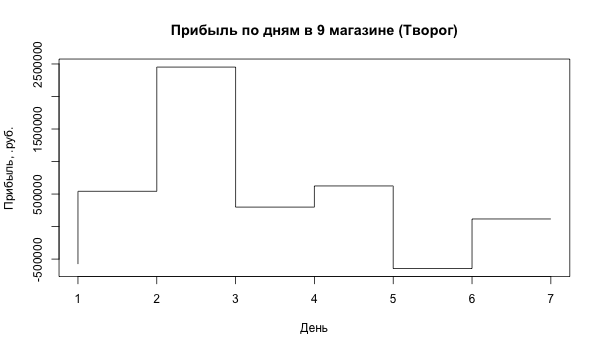 Прибыль по дням в 9 магазине (Творог)
Прибыль, .руб.
2500000
1500000
500000
-500000
1 2 3 4 5 6 7
День